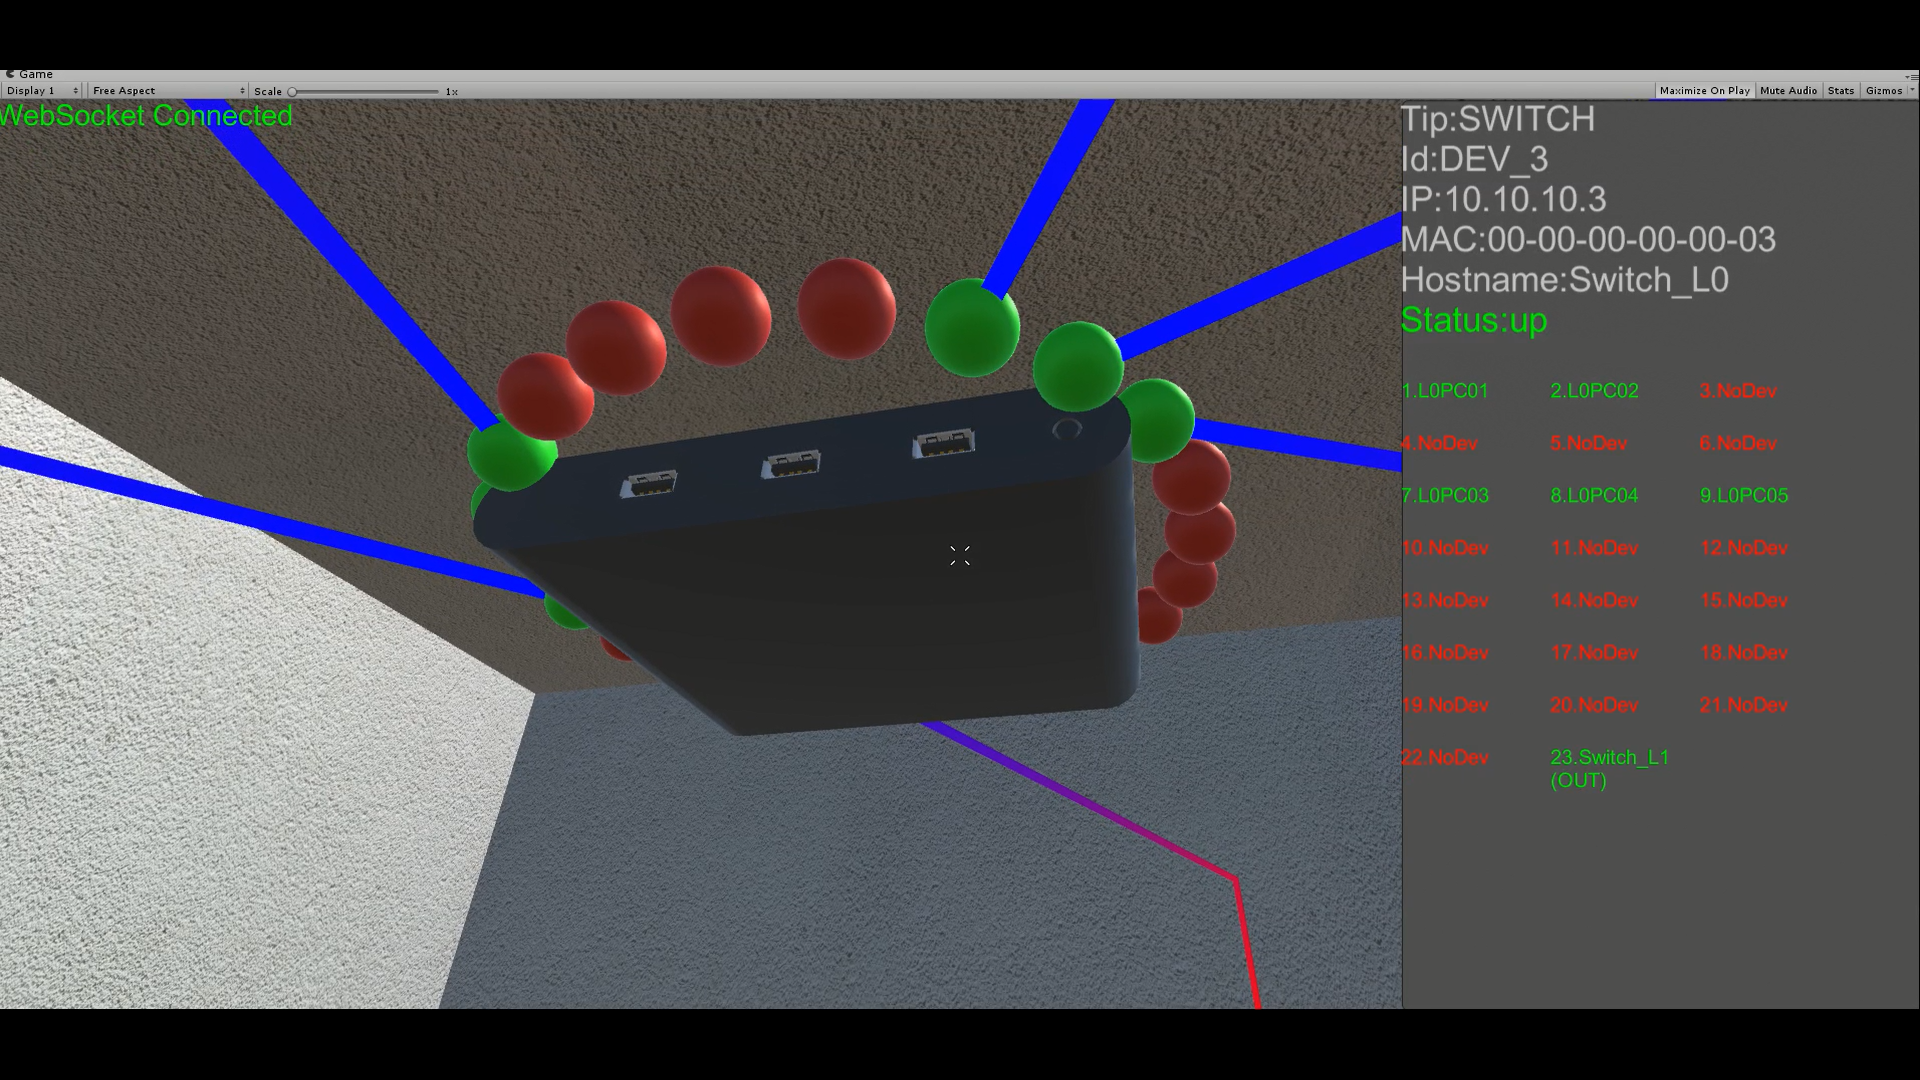 Game
Display 1 Free Aspect Scale 1x Maximize On Play Mute Audio Stats Gizmos
WebSocket Connected
Tip:SWITCH
Id:DEV_3
IP:10.10.10.3
MAC:00-00-00-00-00-03
Hostname:Switch_L0
Status:up
1.L0PC01 2.L0PC02 3.NoDev
4.NoDev 5.NoDev 6.NoDev
7.L0PC03 8.L0PC04 9.L0PC05
10.NoDev 11.NoDev 12.NoDev
13.NoDev 14.NoDev 15.NoDev
16.NoDev 17.NoDev 18.NoDev
19.NoDev 20.NoDev 21.NoDev
22.NoDev 23.Switch_L1
(OUT)